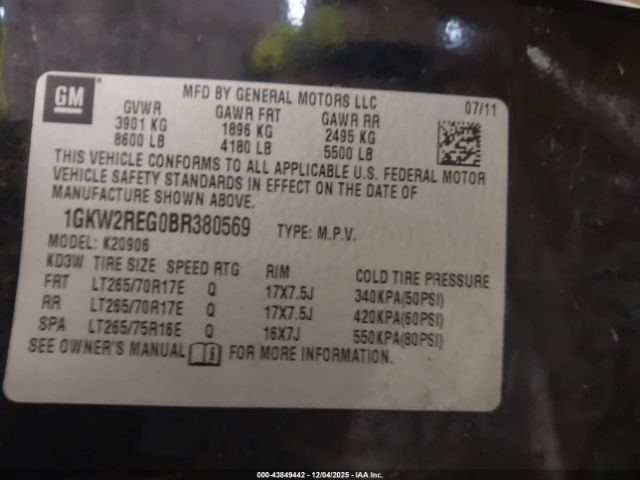 GM
MFD BY GENERAL MOTORS LLC
07/11
GVWR GAWR FRT GAWR RR
3901 KG 1896 KG 2495 KG
8600 LB 4180 LB 5500 LB
THIS VEHICLE CONFORMS TO ALL APPLICABLE U.S. FEDERAL MOTOR
VEHICLE SAFETY STANDARDS IN EFFECT ON THE DATE OF
MANUFACTURE SHOWN ABOVE.
1GKW2REG0BR380569 TYPE: M.P.V.
MODEL: K20906
KD3W TIRE SIZE SPEED RTG RIM COLD TIRE PRESSURE
FRT LT265/70R17E Q 17X7.5J 340KPA(50PSI)
RR LT265/70R17E Q 17X7.5J 420KPA(60PSI)
SPA LT265/75R16E Q 16X7J 550KPA(80PSI)
SEE OWNER'S MANUAL i FOR MORE INFORMATION.
000-43849442 - 12/04/2025 - IAA Inc.